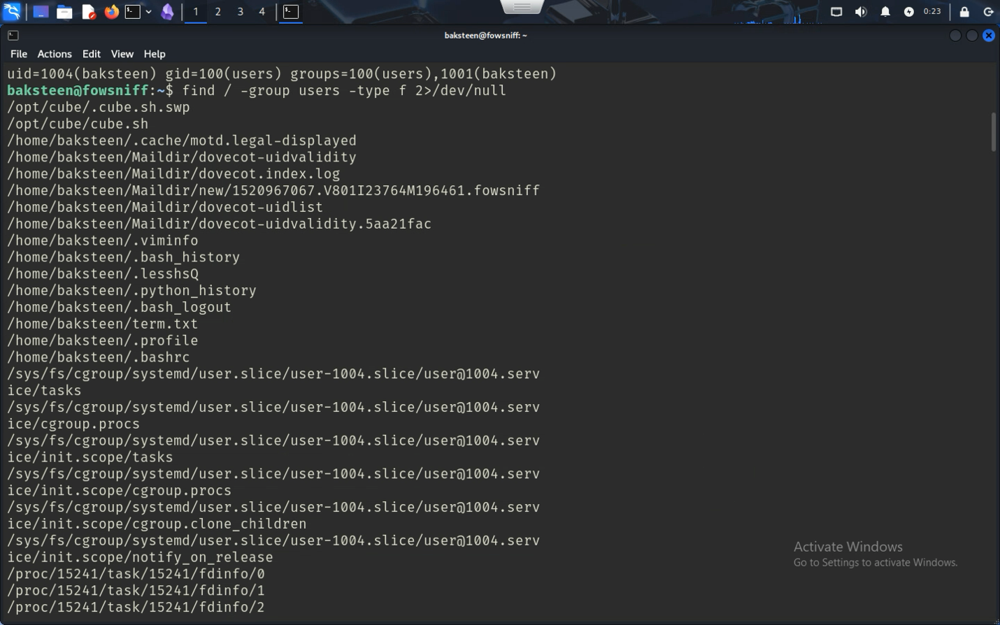 1 2 3 4
0:23
baksteen@fowsniff: ~
File Actions Edit View Help
uid=1004(baksteen) gid=100(users) groups=100(users),1001(baksteen)
baksteen@fowsniff:~$ find / -group users -type f 2>/dev/null
/opt/cube/.cube.sh.swp
/opt/cube/cube.sh
/home/baksteen/.cache/motd.legal-displayed
/home/baksteen/Maildir/dovecot-uidvalidity
/home/baksteen/Maildir/dovecot.index.log
/home/baksteen/Maildir/new/1520967067.V801I23764M196461.fowsniff
/home/baksteen/Maildir/dovecot-uidlist
/home/baksteen/Maildir/dovecot-uidvalidity.5aa21fac
/home/baksteen/.viminfo
/home/baksteen/.bash_history
/home/baksteen/.lesshsQ
/home/baksteen/.python_history
/home/baksteen/.bash_logout
/home/baksteen/term.txt
/home/baksteen/.profile
/home/baksteen/.bashrc
/sys/fs/cgroup/systemd/user.slice/user-1004.slice/user@1004.serv
ice/tasks
/sys/fs/cgroup/systemd/user.slice/user-1004.slice/user@1004.serv
ice/cgroup.procs
/sys/fs/cgroup/systemd/user.slice/user-1004.slice/user@1004.serv
ice/init.scope/tasks
/sys/fs/cgroup/systemd/user.slice/user-1004.slice/user@1004.serv
ice/init.scope/cgroup.procs
/sys/fs/cgroup/systemd/user.slice/user-1004.slice/user@1004.serv
ice/init.scope/cgroup.clone_children
/sys/fs/cgroup/systemd/user.slice/user-1004.slice/user@1004.serv
ice/init.scope/notify_on_release
/proc/15241/task/15241/fdinfo/0
/proc/15241/task/15241/fdinfo/1
/proc/15241/task/15241/fdinfo/2
Activate Windows
Go to Settings to activate Windows.